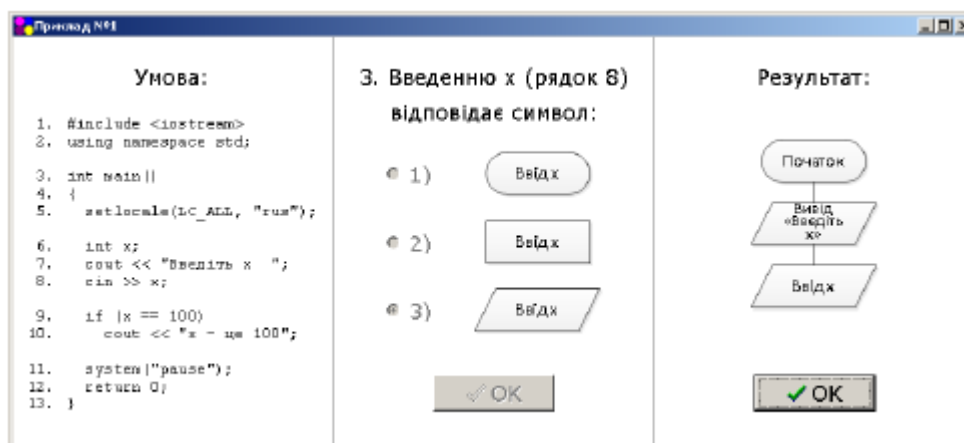 Приклад №1
Умова:
1. #include <iostream>
2. using namespace std;
3. int main()
4. {
5. setlocale(LC_ALL, "rus");
6. int x;
7. cout << "Введіть x ";
8. cin >> x;
9. if (x == 100)
10. cout << "x - це 100";
11. system("pause");
12. return 0;
13. }
3. Введенню x (рядок 8)
відповідає символ:
1) Ввід x
2) Ввід x
3) Ввід x
OK
Результат:
Початок
Вивід
«Введіть
x»
Ввід x
OK